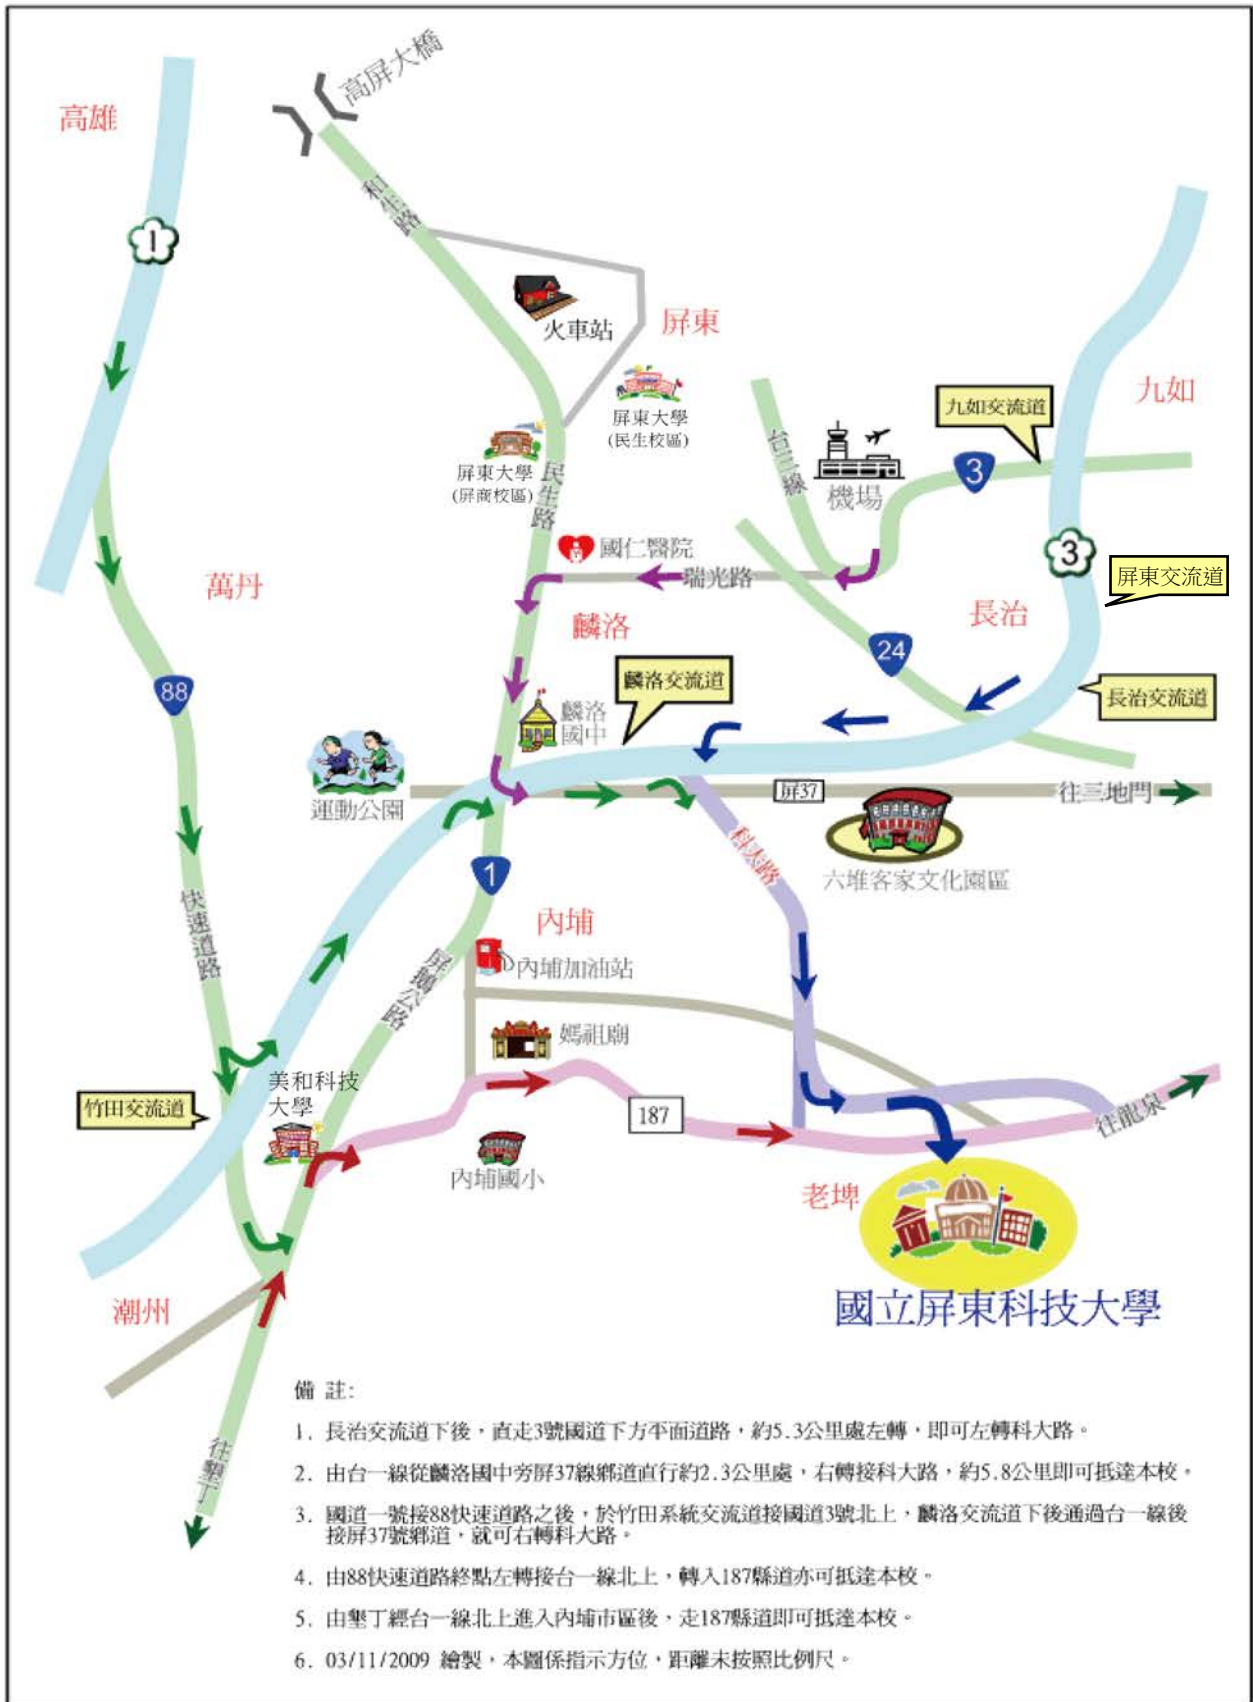 高屏大橋
高雄
和生路
1
火車站
屏東
屏東大學
(民生校區)
九如交流道
九如
台三線
機場
3
屏東大學
(屏商校區)
民生路
國仁醫院
瑞光路
3
屏東交流道
萬丹
麟洛
長治
24
麟洛交流道
長治交流道
88
麟洛
國中
運動公園
屏37
往三地門
科大路
1
六堆客家文化園區
快速道路
內埔
屏鵝公路
內埔加油站
媽祖廟
美和科技
大學
竹田交流道
187
往龍泉
內埔國小
老埤
潮州
國立屏東科技大學
往墾丁
備 註:
1. 長治交流道下後，直走3號國道下方平面道路，約5.3公里處左轉，即可左轉科大路。
2. 由台一線從麟洛國中旁屏37線鄉道直行約2.3公里處，右轉接科大路，約5.8公里即可抵達本校。
3. 國道一號接88快速道路之後，於竹田系統交流道接國道3號北上，麟洛交流道下後通過台一線後
接屏37號鄉道，就可右轉科大路。
4. 由88快速道路終點左轉接台一線北上，轉入187縣道亦可抵達本校。
5. 由墾丁經台一線北上進入內埔市區後，走187縣道即可抵達本校。
6. 03/11/2009 繪製，本圖係指示方位，距離未按照比例尺。